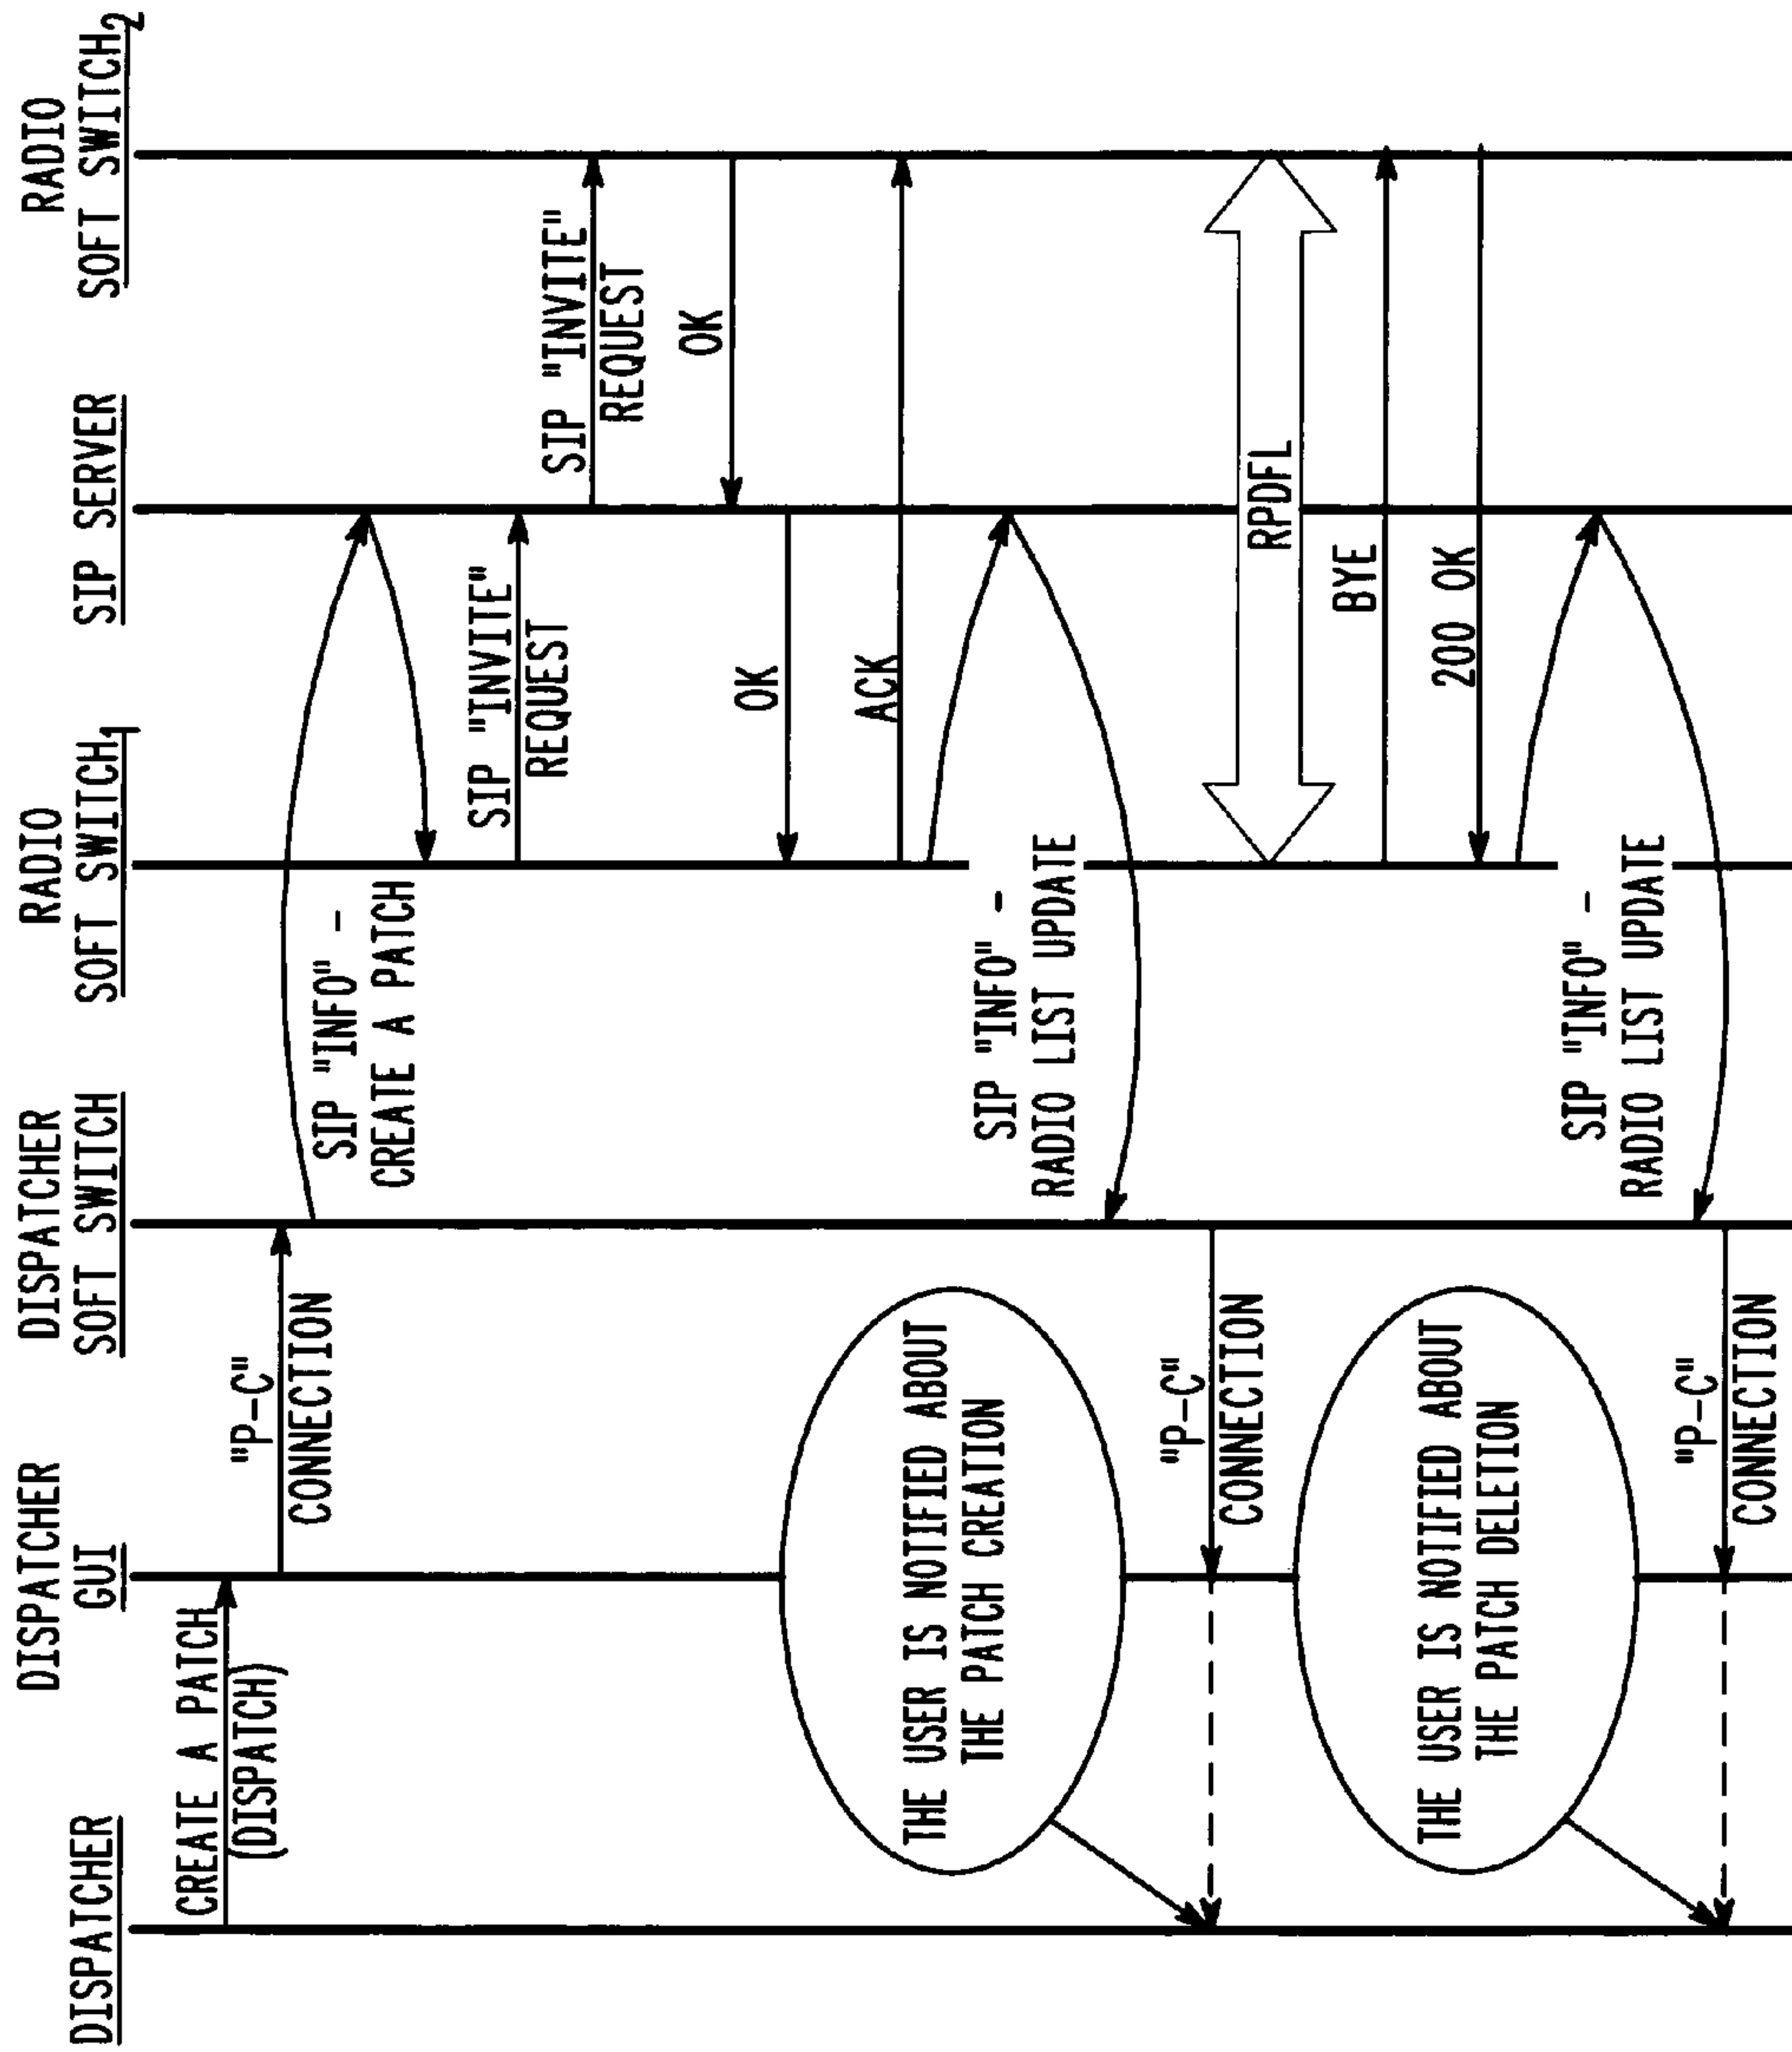 DISPATCHER
DISPATCHER
GUI
DISPATCHER
SOFT SWITCH
RADIO
SOFT SWITCH1
SIP SERVER
RADIO
SOFT SWITCH2
CREATE A PATCH
(DISPATCH)
"P-C"
CONNECTION
SIP "INFO" -
CREATE A PATCH
SIP "INVITE"
REQUEST
SIP "INVITE"
REQUEST
OK
OK
ACK
THE USER IS NOTIFIED ABOUT
THE PATCH CREATION
SIP "INFO" -
RADIO LIST UPDATE
"P-C"
CONNECTION
RPDFL
BYE
200 OK
THE USER IS NOTIFIED ABOUT
THE PATCH DELETION
SIP "INFO" -
RADIO LIST UPDATE
"P-C"
CONNECTION